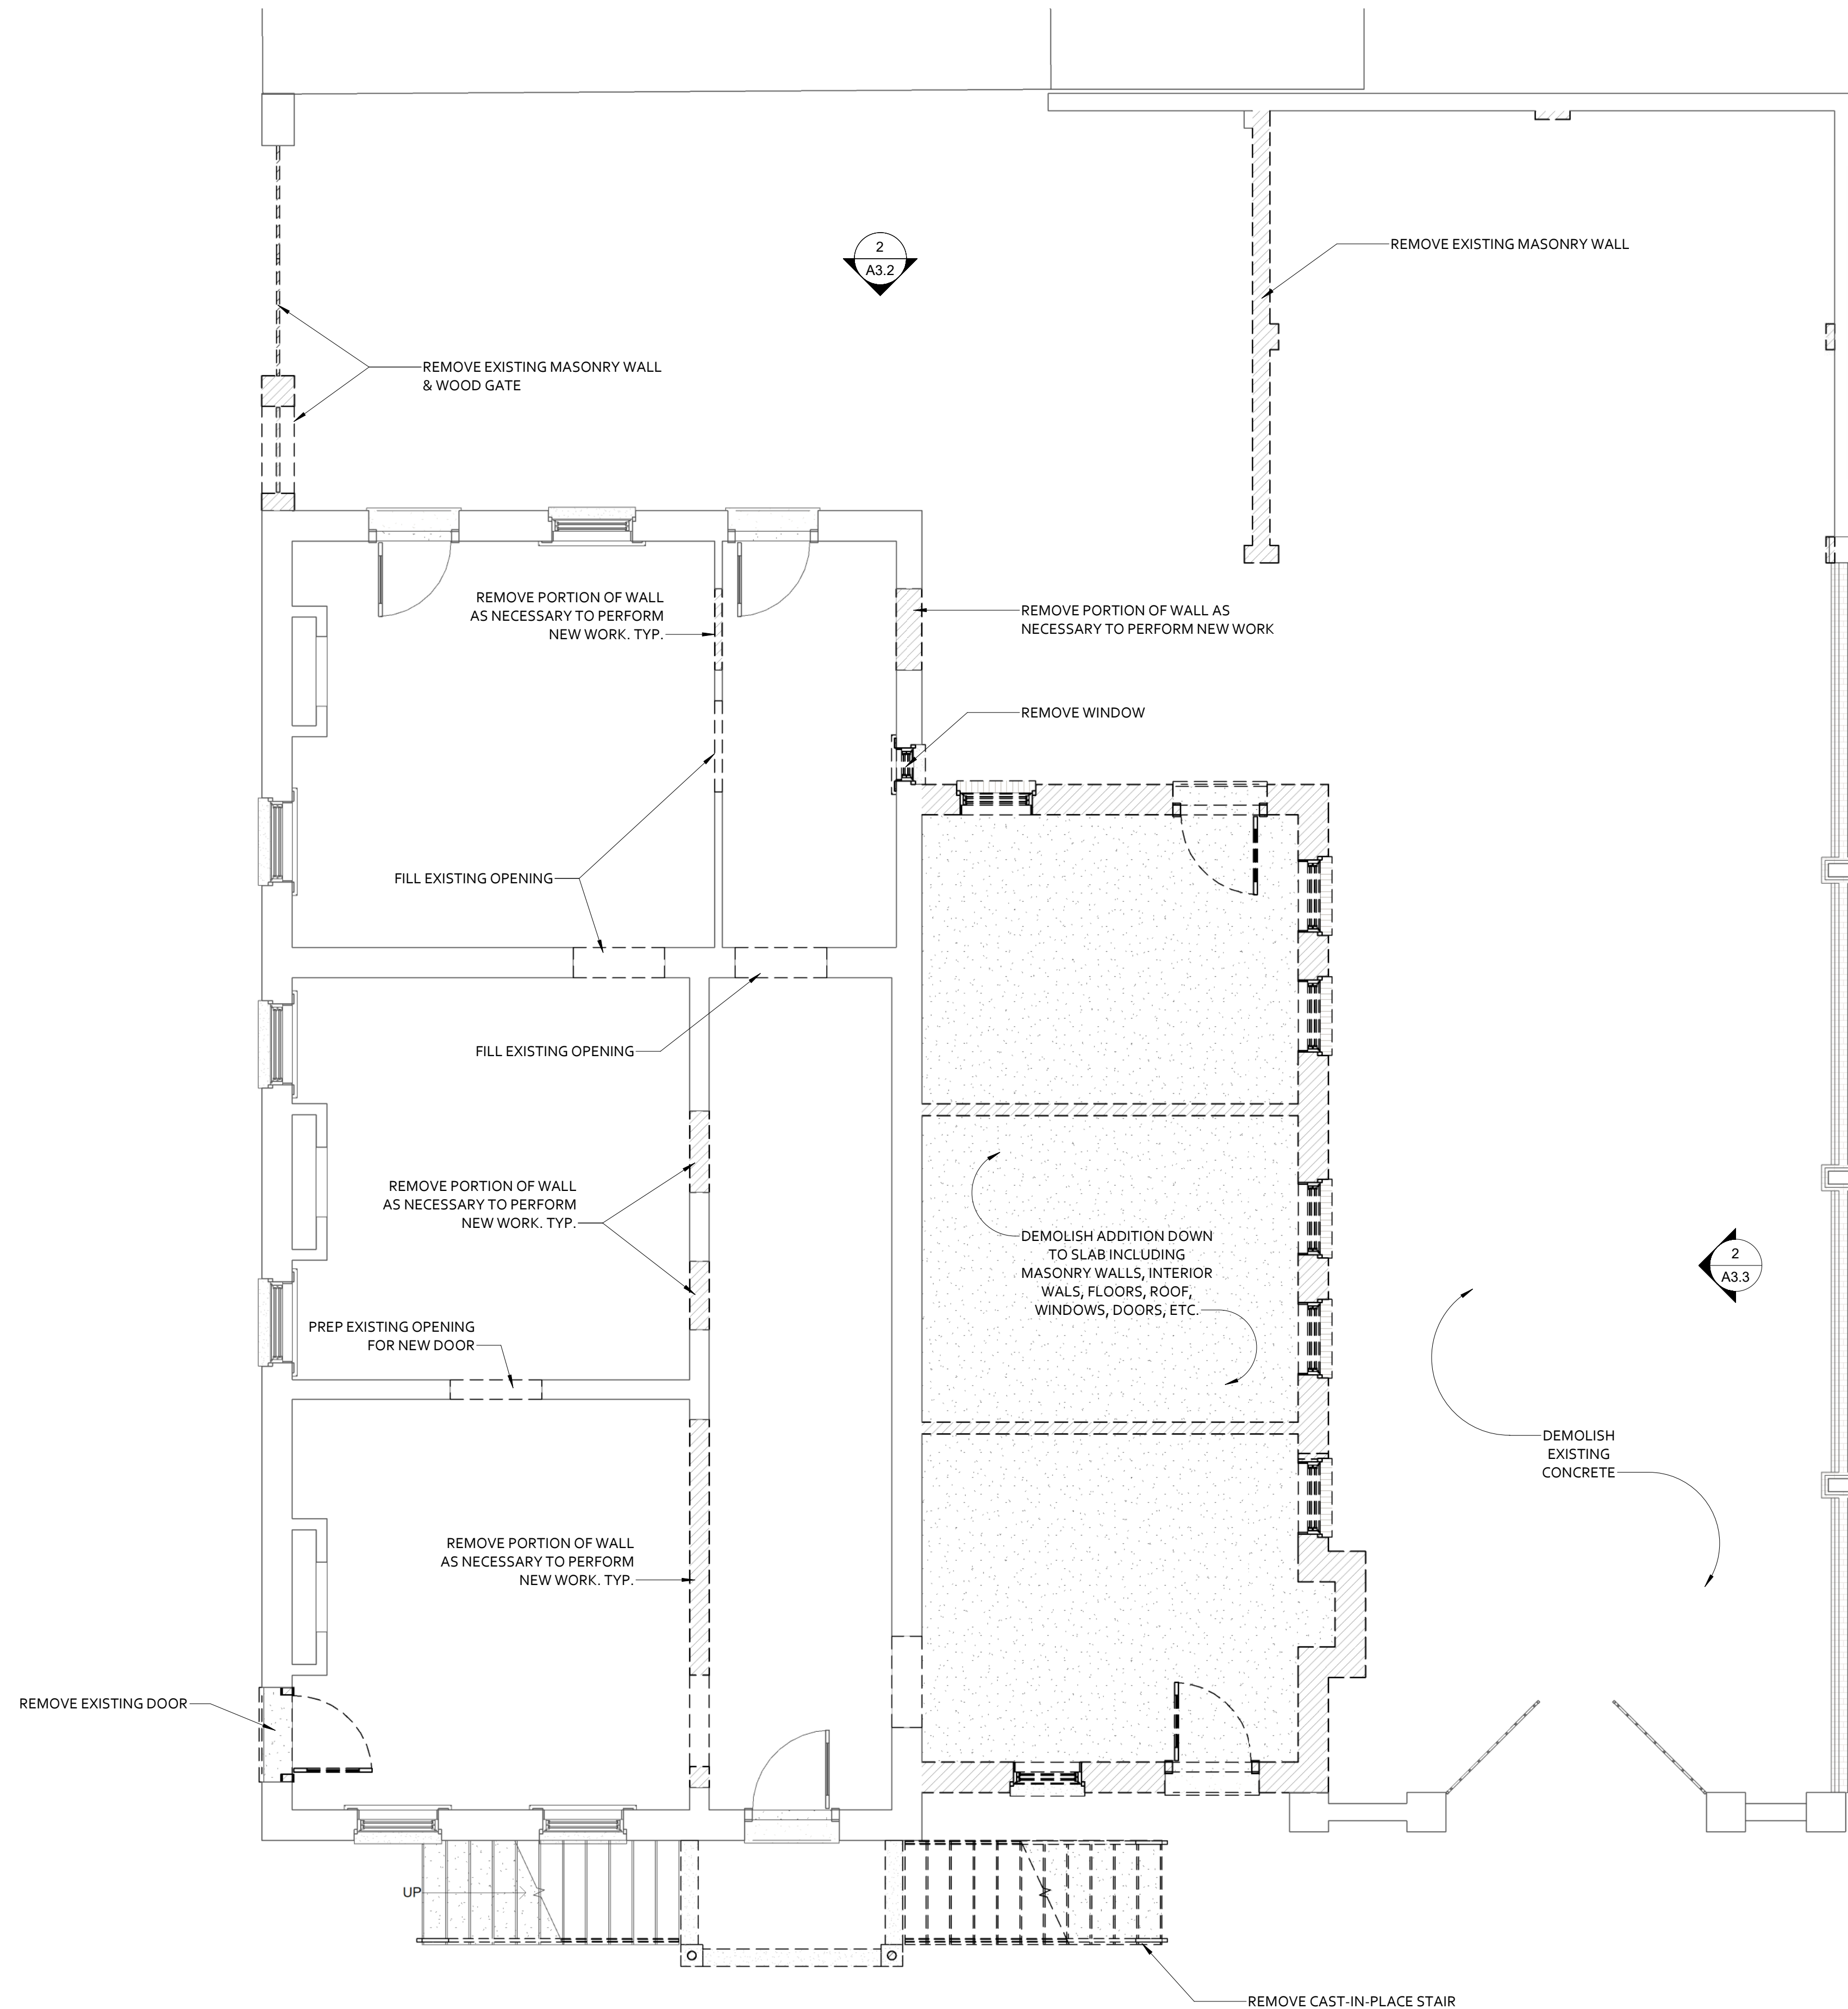 2
A3.2
REMOVE EXISTING MASONRY WALL
REMOVE EXISTING MASONRY WALL
& WOOD GATE
REMOVE PORTION OF WALL
AS NECESSARY TO PERFORM
NEW WORK. TYP.
REMOVE PORTION OF WALL AS
NECESSARY TO PERFORM NEW WORK
REMOVE WINDOW
FILL EXISTING OPENING
FILL EXISTING OPENING
REMOVE PORTION OF WALL
AS NECESSARY TO PERFORM
NEW WORK. TYP.
DEMOLISH ADDITION DOWN
TO SLAB INCLUDING
MASONRY WALLS, INTERIOR
WALS, FLOORS, ROOF,
WINDOWS, DOORS, ETC.
2
A3.3
PREP EXISTING OPENING
FOR NEW DOOR
DEMOLISH
EXISTING
CONCRETE
REMOVE PORTION OF WALL
AS NECESSARY TO PERFORM
NEW WORK. TYP.
REMOVE EXISTING DOOR
UP
REMOVE CAST-IN-PLACE STAIR